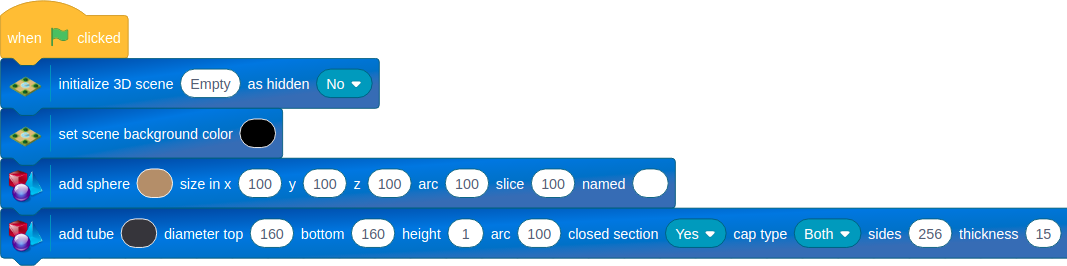 when clicked
initialize 3D scene Empty as hidden No
set scene background color
add sphere size in x 100 y 100 z 100 arc 100 slice 100 named
add tube diameter top 160 bottom 160 height 1 arc 100 closed section Yes cap type Both sides 256 thickness 15